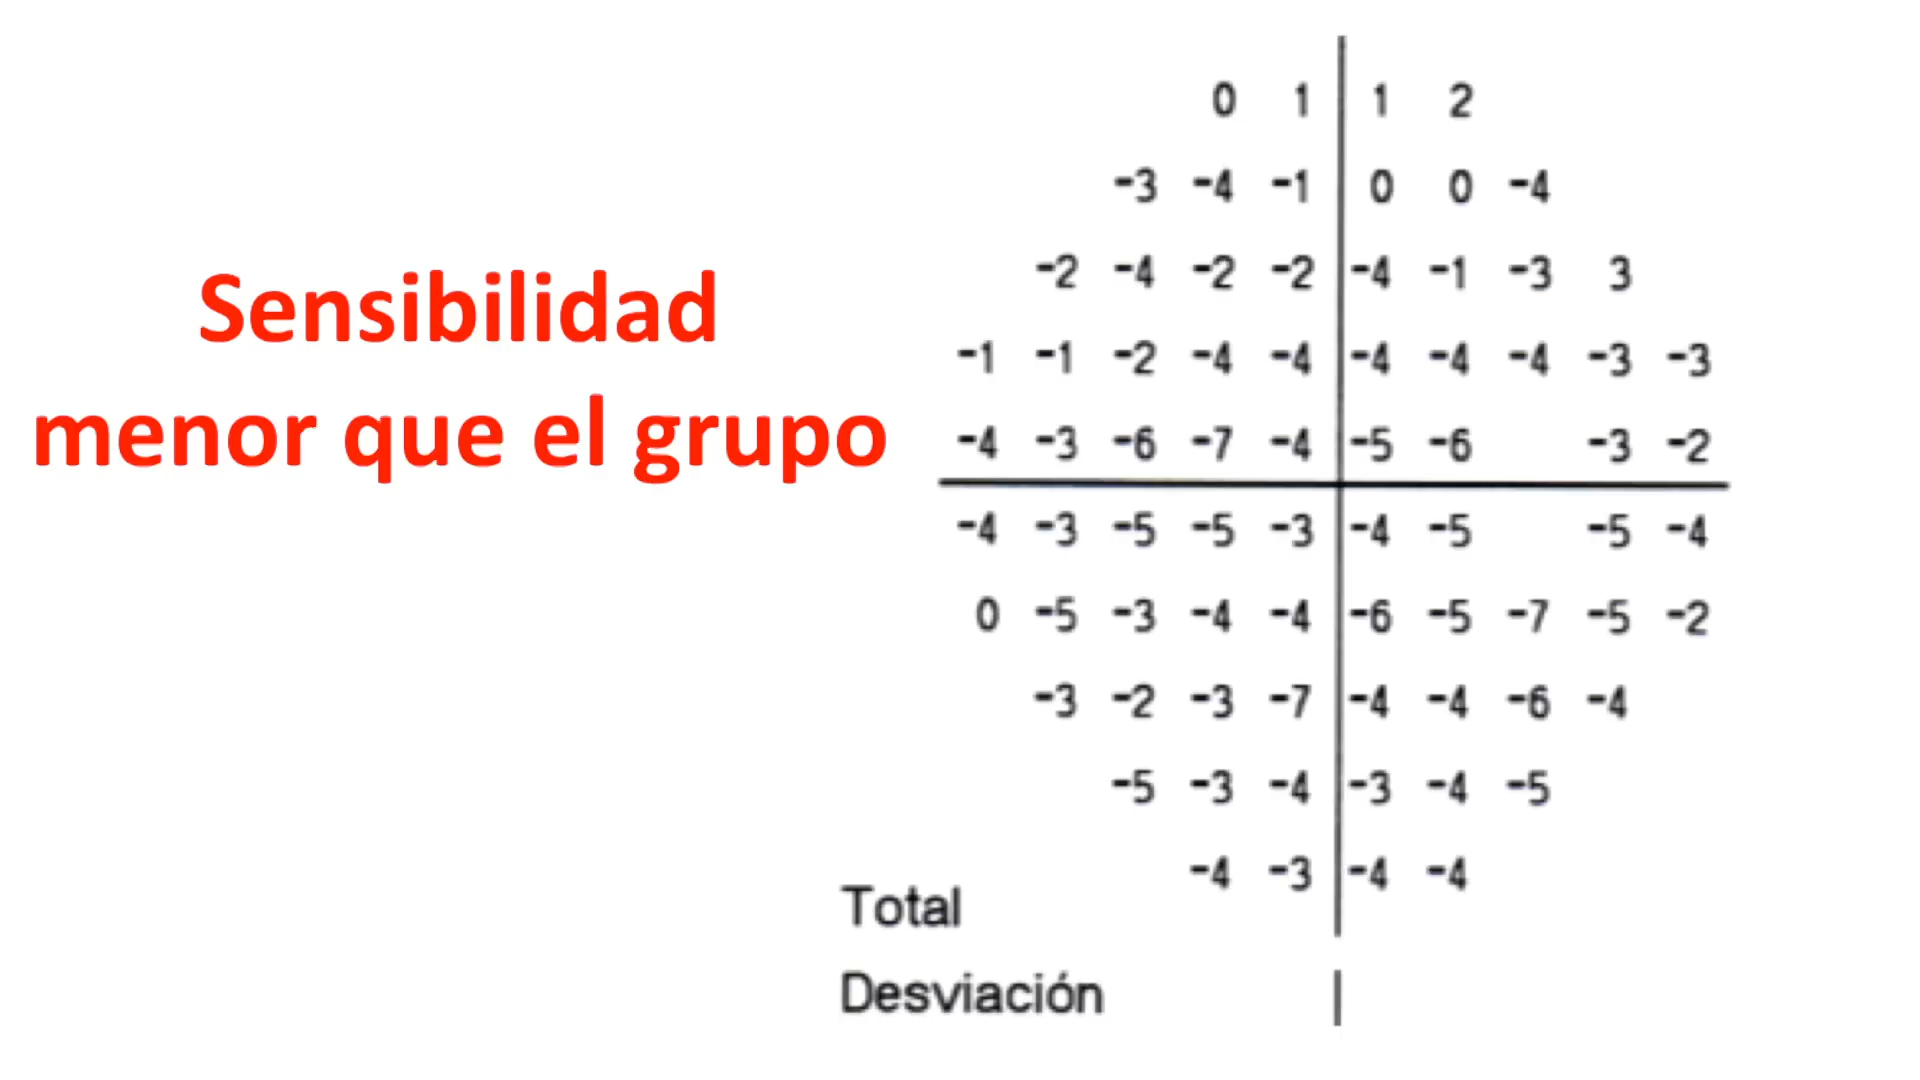 Sensibilidad
menor que el grupo
0 1 1 2
-3 -4 -1 0 0 -4
-2 -4 -2 -2 -4 -1 -3 3
-1 -1 -2 -4 -4 -4 -4 -4 -3 -3
-4 -3 -6 -7 -4 -5 -6 -3 -2
-4 -3 -5 -5 -3 -4 -5 -5 -4
0 -5 -3 -4 -4 -6 -5 -7 -5 -2
-3 -2 -3 -7 -4 -4 -6 -4
-5 -3 -4 -3 -4 -5
-4 -3 -4 -4
Total
Desviación